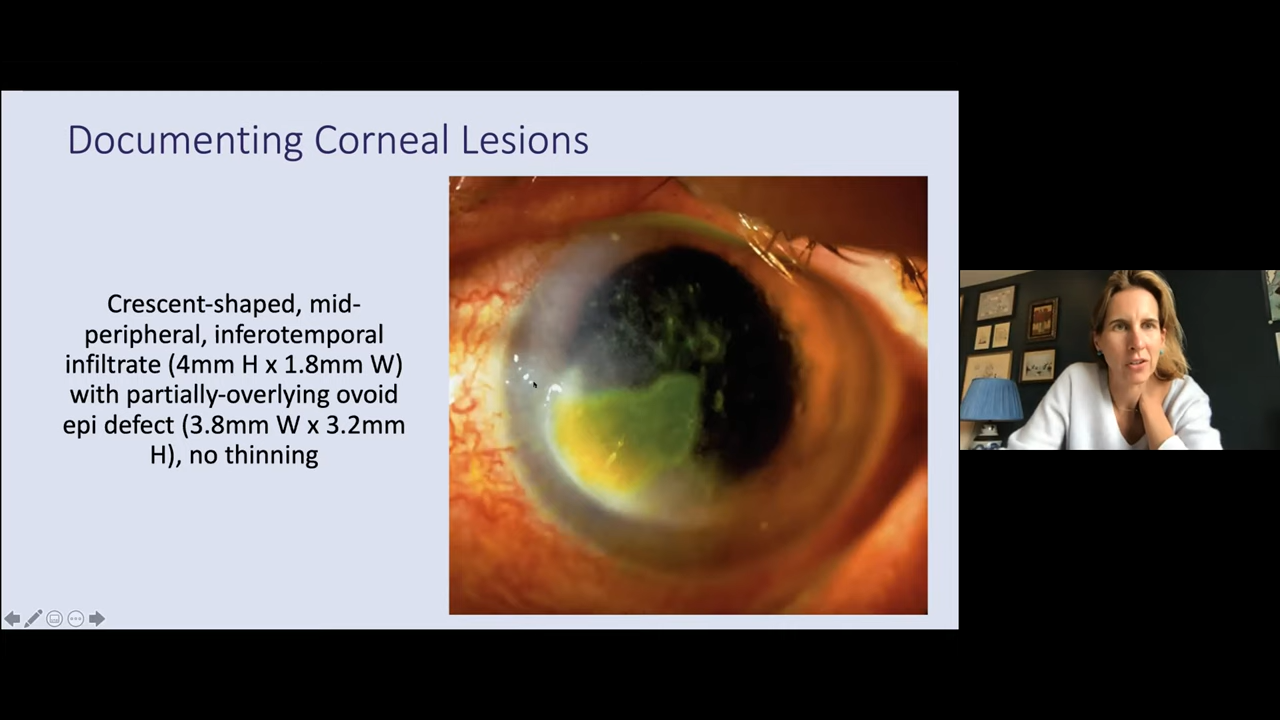 Documenting Corneal Lesions
Crescent-shaped, mid-
peripheral, inferotemporal
infiltrate (4mm H x 1.8mm W)
with partially-overlying ovoid
epi defect (3.8mm W x 3.2mm
H), no thinning